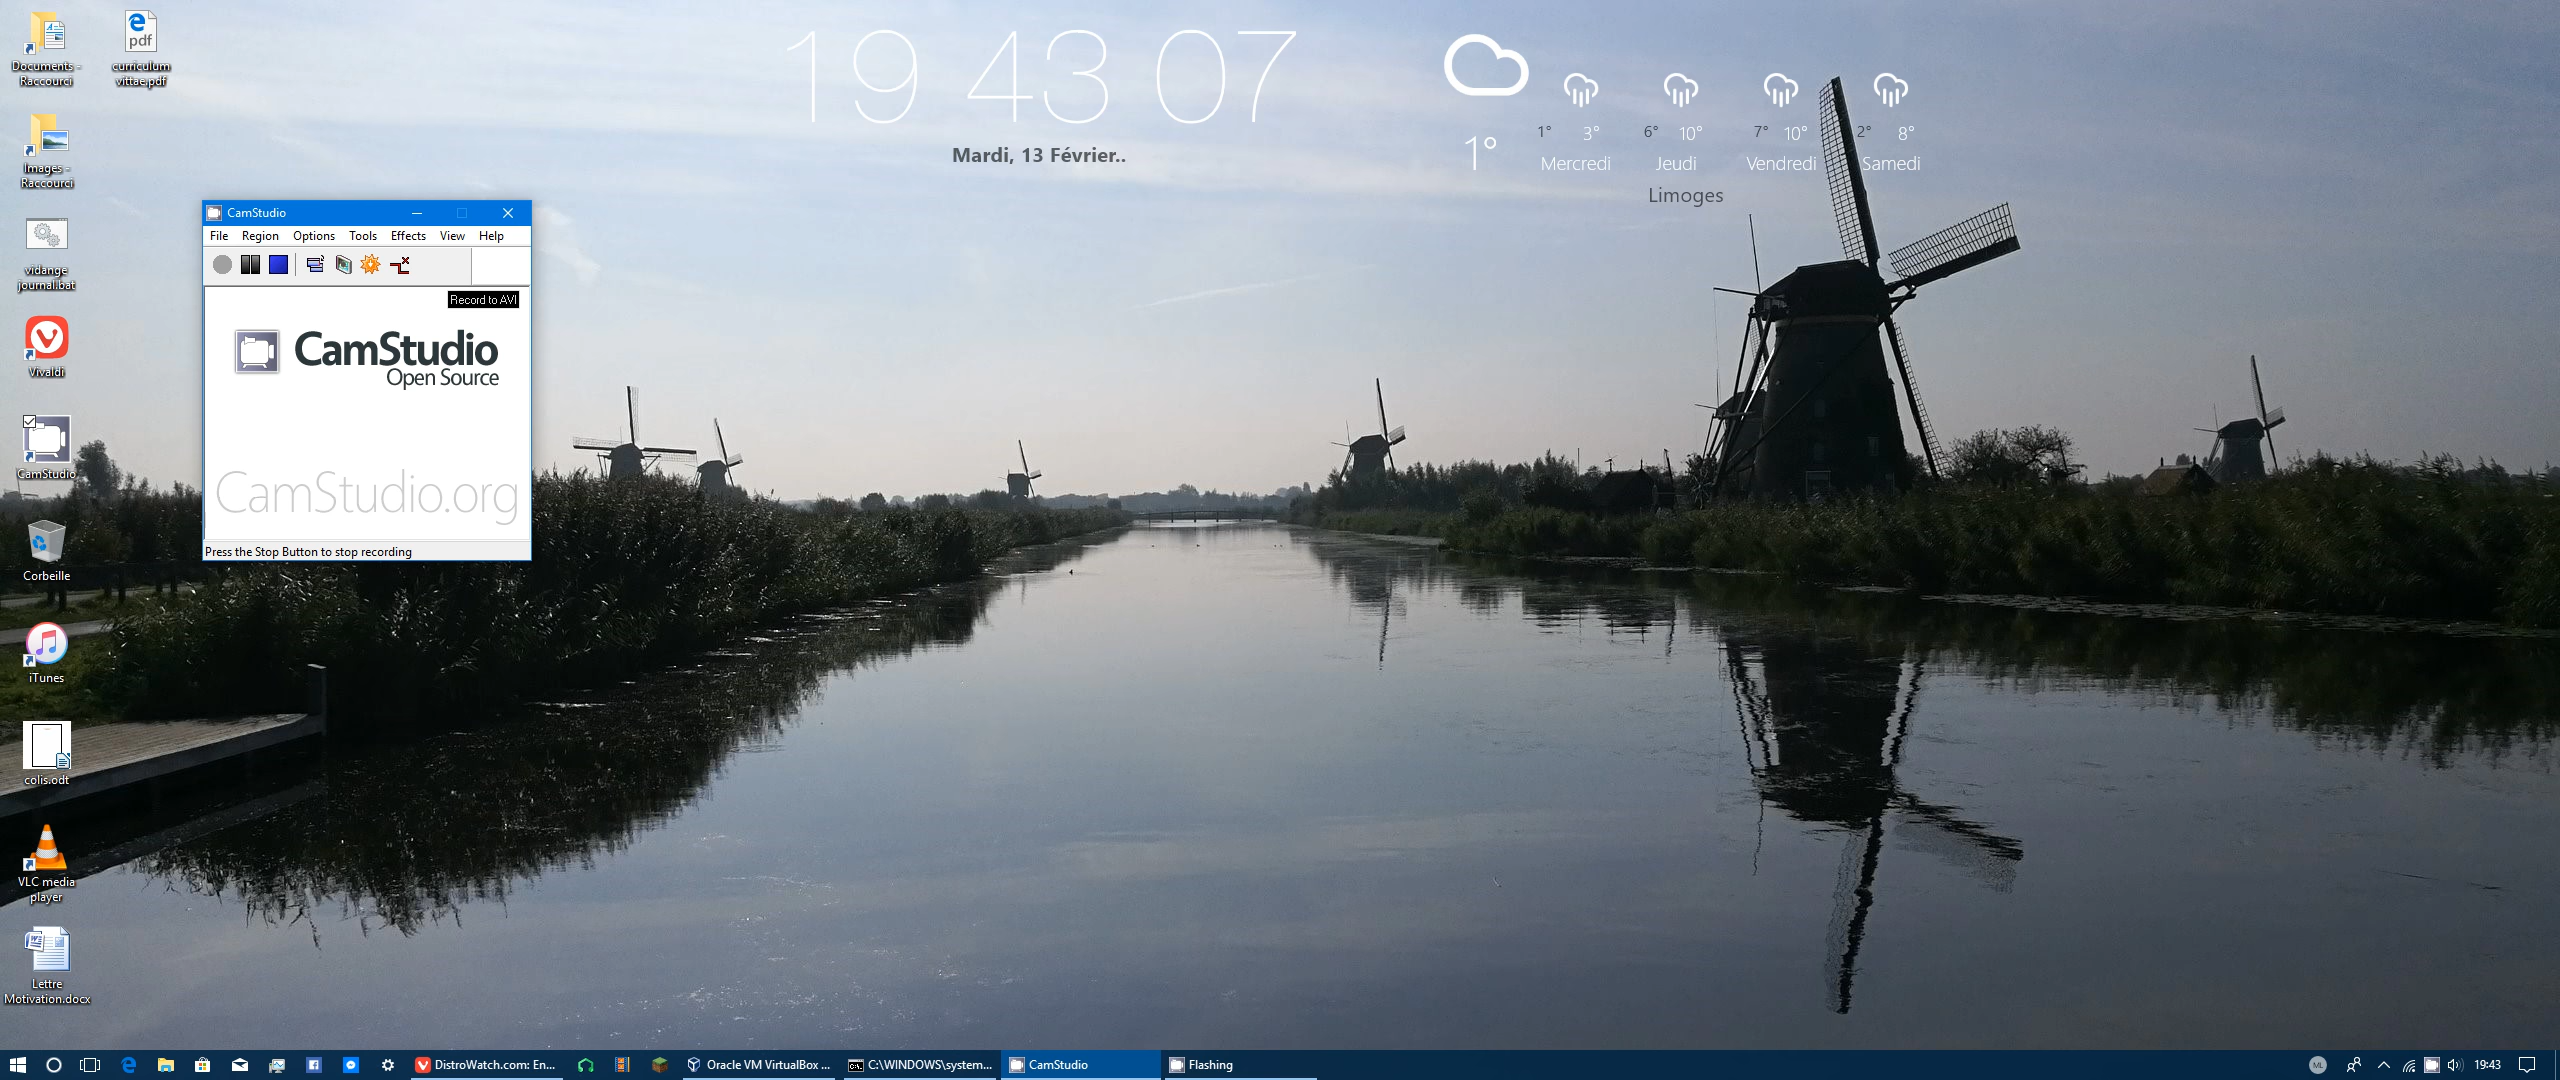 Documents -
Raccourci
curriculum
vittae.pdf
Images -
Raccourci
vidange
journal.bat
Vivaldi
CamStudio
Corbeille
iTunes
colis.odt
VLC media
player
Lettre
Motivation.docx
19 43 07
Mardi, 13 Février..
1°
1° 3°
Mercredi
6° 10°
Jeudi
7° 10°
Vendredi
2° 8°
Samedi
Limoges
CamStudio
File Region Options Tools Effects View Help
Record to AVI
CamStudio
Open Source
CamStudio.org
Press the Stop Button to stop recording
DistroWatch.com: En...
Oracle VM VirtualBox ...
C:\WINDOWS\system...
CamStudio
Flashing
ML
19:43